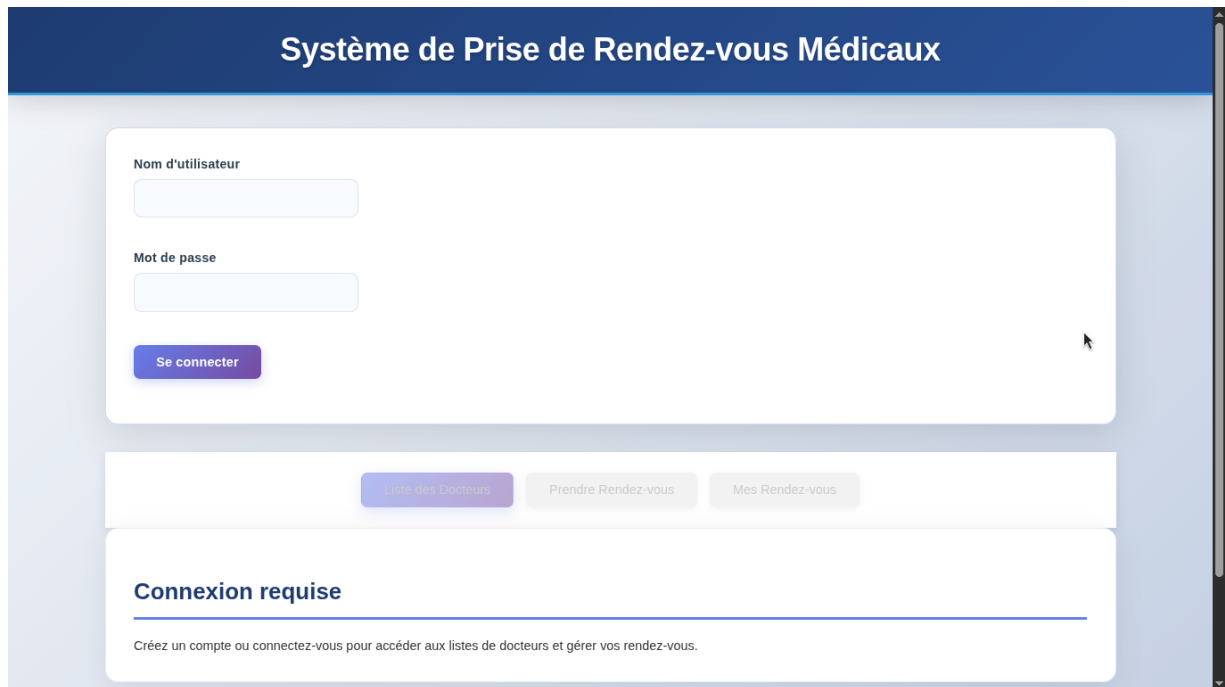 Système de Prise de Rendez-vous Médicaux
Nom d'utilisateur
Mot de passe
Se connecter
Liste des Docteurs
Prendre Rendez-vous
Mes Rendez-vous
Connexion requise
Créez un compte ou connectez-vous pour accéder aux listes de docteurs et gérer vos rendez-vous.